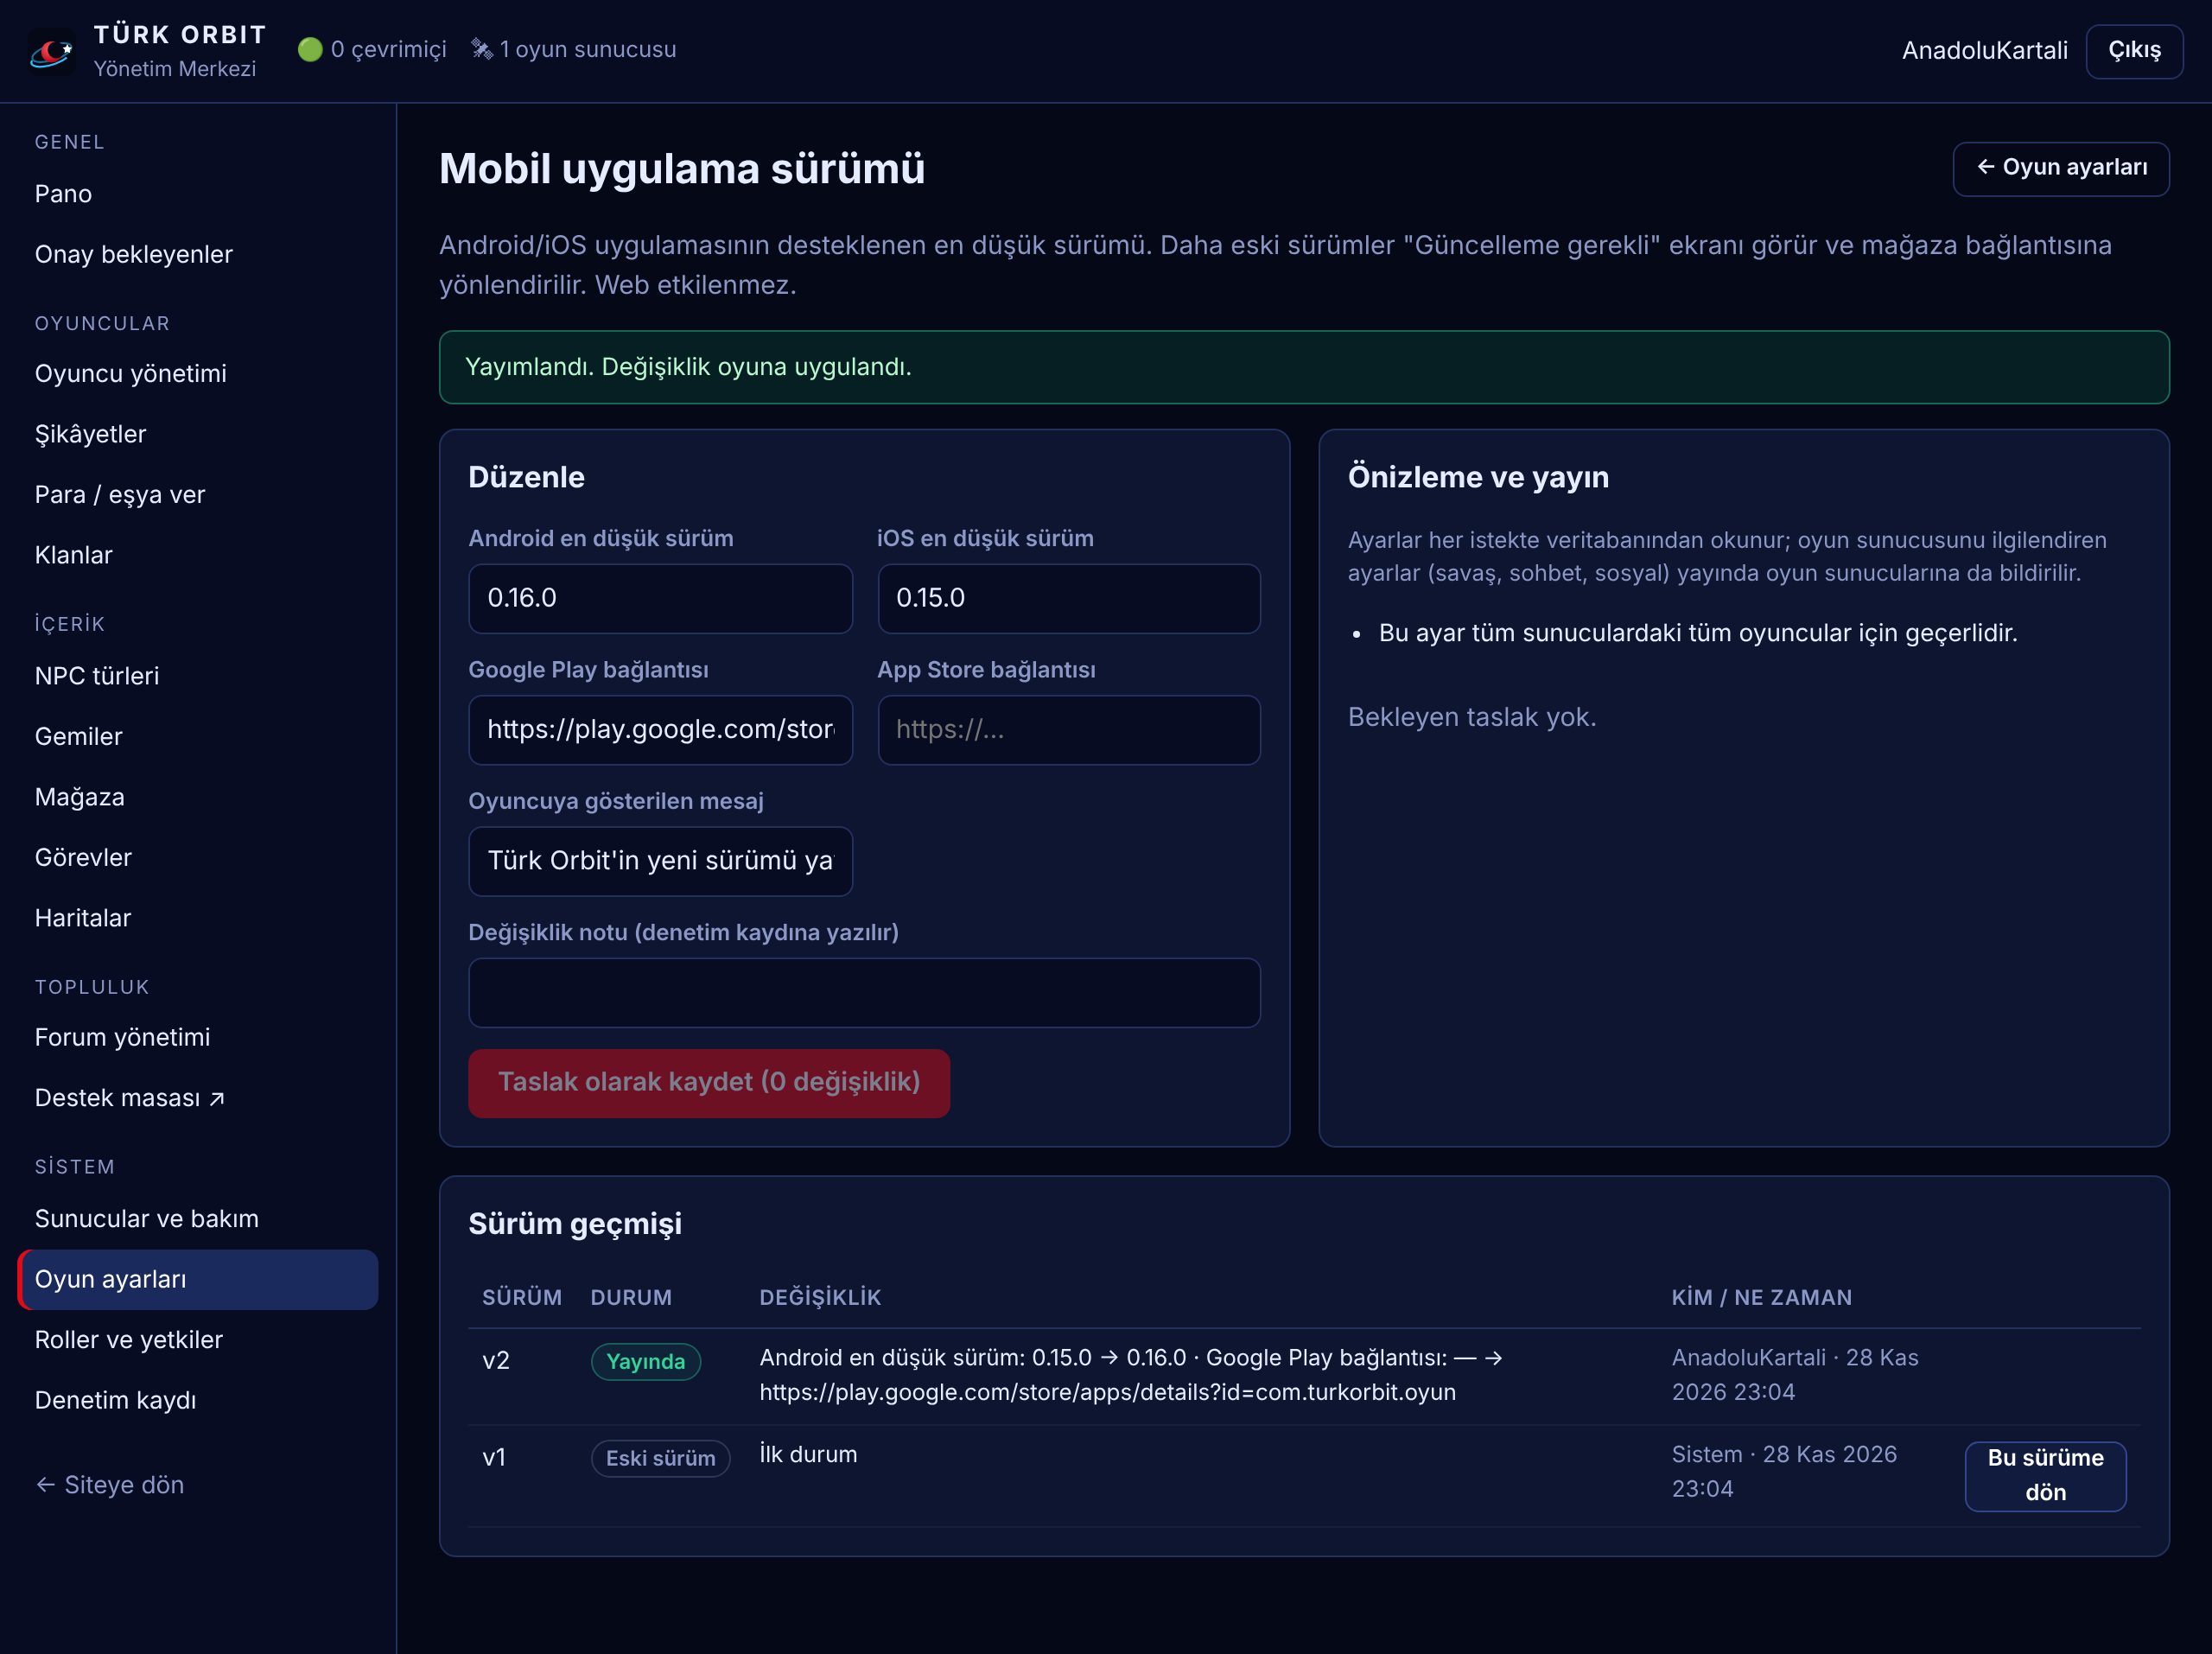 TÜRK ORBIT
Yönetim Merkezi
0 çevrimiçi
1 oyun sunucusu
AnadoluKartali
Çıkış
GENEL
Pano
Onay bekleyenler
OYUNCULAR
Oyuncu yönetimi
Şikâyetler
Para / eşya ver
Klanlar
İÇERİK
NPC türleri
Gemiler
Mağaza
Görevler
Haritalar
TOPLULUK
Forum yönetimi
Destek masası ↗
SİSTEM
Sunucular ve bakım
Oyun ayarları
Roller ve yetkiler
Denetim kaydı
← Siteye dön
Mobil uygulama sürümü
← Oyun ayarları
Android/iOS uygulamasının desteklenen en düşük sürümü. Daha eski sürümler "Güncelleme gerekli" ekranı görür ve mağaza bağlantısına
yönlendirilir. Web etkilenmez.
Yayımlandı. Değişiklik oyuna uygulandı.
Düzenle
Android en düşük sürüm
0.16.0
iOS en düşük sürüm
0.15.0
Google Play bağlantısı
https://play.google.com/stor
App Store bağlantısı
https://...
Oyuncuya gösterilen mesaj
Türk Orbit'in yeni sürümü ya
Değişiklik notu (denetim kaydına yazılır)
Taslak olarak kaydet (0 değişiklik)
Önizleme ve yayın
Ayarlar her istekte veritabanından okunur; oyun sunucusunu ilgilendiren
ayarlar (savaş, sohbet, sosyal) yayında oyun sunucularına da bildirilir.
• Bu ayar tüm sunuculardaki tüm oyuncular için geçerlidir.
Bekleyen taslak yok.
Sürüm geçmişi
SÜRÜM DURUM DEĞİŞİKLİK KİM / NE ZAMAN
v2
Yayında
Android en düşük sürüm: 0.15.0 → 0.16.0 · Google Play bağlantısı: — →
https://play.google.com/store/apps/details?id=com.turkorbit.oyun
AnadoluKartali · 28 Kas
2026 23:04
v1
Eski sürüm
İlk durum
Sistem · 28 Kas 2026
23:04
Bu sürüme
dön